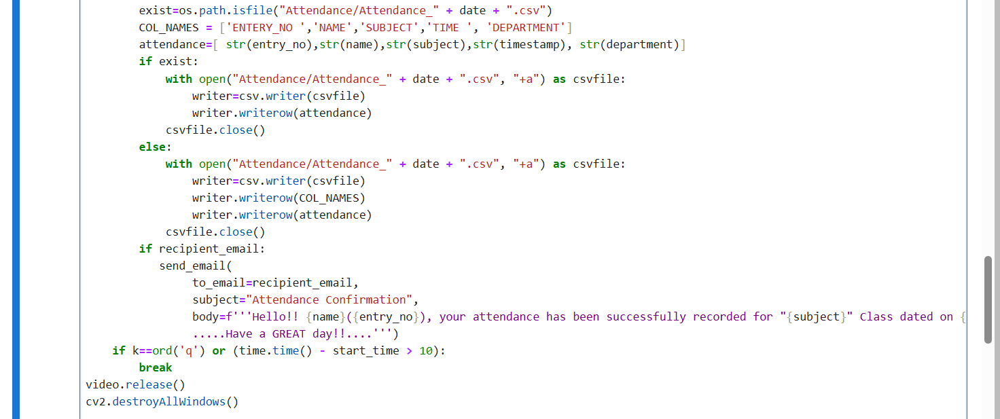 exist=os.path.isfile("Attendance/Attendance_" + date + ".csv")
COL_NAMES = ['ENTERY_NO ','NAME','SUBJECT','TIME ', 'DEPARTMENT']
attendance=[ str(entry_no),str(name),str(subject),str(timestamp), str(department)]
if exist:
with open("Attendance/Attendance_" + date + ".csv", "+a") as csvfile:
writer=csv.writer(csvfile)
writer.writerow(attendance)
csvfile.close()
else:
with open("Attendance/Attendance_" + date + ".csv", "+a") as csvfile:
writer=csv.writer(csvfile)
writer.writerow(COL_NAMES)
writer.writerow(attendance)
csvfile.close()
if recipient_email:
send_email(
to_email=recipient_email,
subject="Attendance Confirmation",
body=f'''Hello!! {name}({entry_no}), your attendance has been successfully recorded for "{subject}" Class dated on {
.....Have a GREAT day!!....''')
if k==ord('q') or (time.time() - start_time > 10):
break
video.release()
cv2.destroyAllWindows()